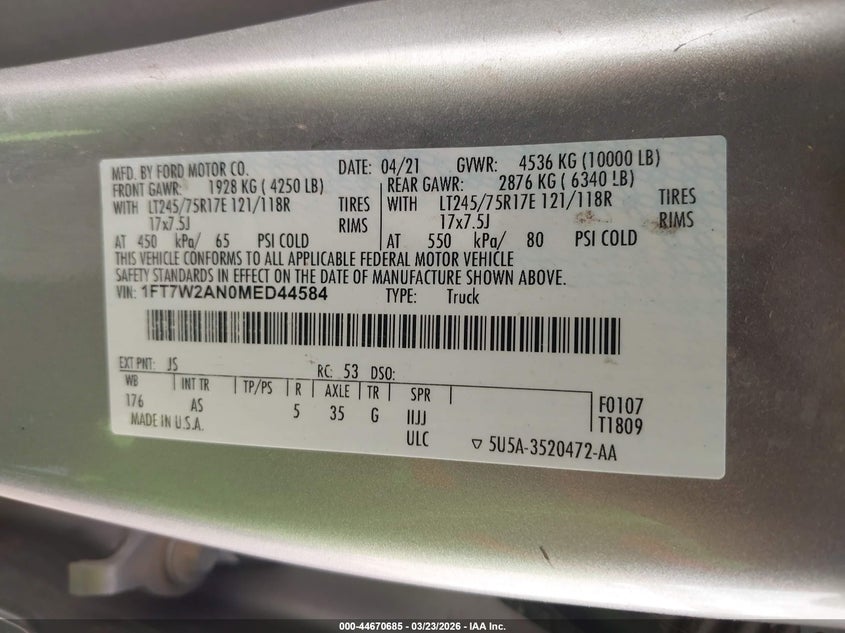 MFD. BY FORD MOTOR CO. DATE: 04/21 GVWR: 4536 KG (10000 LB)
FRONT GAWR: 1928 KG ( 4250 LB) REAR GAWR: 2876 KG ( 6340 LB)
WITH LT245/75R17E 121/118R TIRES WITH LT245/75R17E 121/118R TIRES
17x7.5J RIMS 17x7.5J RIMS
AT 450 kPa/ 65 PSI COLD AT 550 kPa/ 80 PSI COLD
THIS VEHICLE CONFORMS TO ALL APPLICABLE FEDERAL MOTOR VEHICLE
SAFETY STANDARDS IN EFFECT ON THE DATE OF MANUFACTURE SHOWN ABOVE.
VIN: 1FT7W2AN0MED44584 TYPE: Truck
EXT PNT: JS RC: 53 DSO:
WB INT TR TP/PS R AXLE TR SPR
176 AS 5 35 G IIJJ F0107
MADE IN U.S.A. ULC T1809
5U5A-3520472-AA
000-44670685 — 03/23/2026 — IAA Inc.